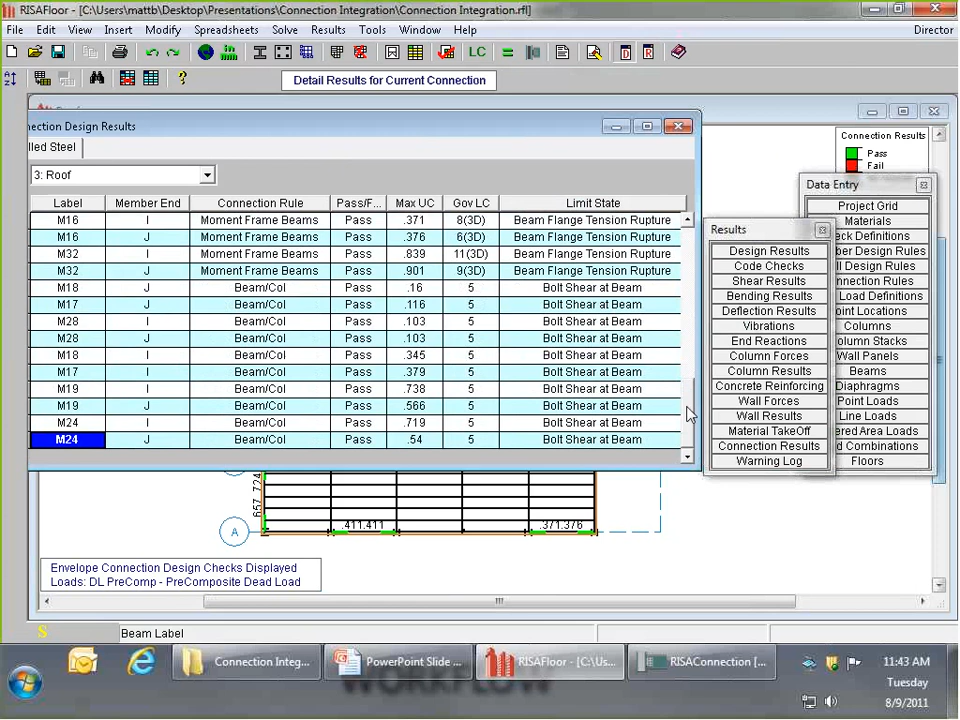 RISAFloor - [C:\Users\mattb\Desktop\Presentations\Connection Integration\Connection Integration.rfl]
File Edit View Insert Modify Spreadsheets Solve Results Tools Window Help Director
LC
Detail Results for Current Connection
nection Design Results
lled Steel
3: Roof
Label Member End Connection Rule Pass/F... Max UC Gov LC Limit State
M16 I Moment Frame Beams Pass .371 8(3D) Beam Flange Tension Rupture
M16 J Moment Frame Beams Pass .376 6(3D) Beam Flange Tension Rupture
M32 I Moment Frame Beams Pass .839 11(3D) Beam Flange Tension Rupture
M32 J Moment Frame Beams Pass .901 9(3D) Beam Flange Tension Rupture
M18 J Beam/Col Pass .16 5 Bolt Shear at Beam
M17 J Beam/Col Pass .116 5 Bolt Shear at Beam
M28 I Beam/Col Pass .103 5 Bolt Shear at Beam
M28 J Beam/Col Pass .103 5 Bolt Shear at Beam
M18 I Beam/Col Pass .345 5 Bolt Shear at Beam
M17 I Beam/Col Pass .379 5 Bolt Shear at Beam
M19 I Beam/Col Pass .738 5 Bolt Shear at Beam
M19 J Beam/Col Pass .566 5 Bolt Shear at Beam
M24 I Beam/Col Pass .719 5 Bolt Shear at Beam
M24 J Beam/Col Pass .54 5 Bolt Shear at Beam
Connection Results
Pass
Fail
Data Entry
Project Grid
Materials
eck Definitions
ber Design Rules
ll Design Rules
nnection Rules
Load Definitions
oint Locations
Columns
olumn Stacks
Wall Panels
Beams
Diaphragms
Point Loads
Line Loads
ered Area Loads
d Combinations
Floors
Results
Design Results
Code Checks
Shear Results
Bending Results
Deflection Results
Vibrations
End Reactions
Column Forces
Column Results
Concrete Reinforcing
Wall Forces
Wall Results
Material TakeOff
Connection Results
Warning Log
.657 .724
A
.411.411 .371.376
Envelope Connection Design Checks Displayed
Loads: DL PreComp - PreComposite Dead Load
S
Beam Label
Connection Integ... PowerPoint Slide ... RISAFloor - [C:\Us... RISAConnection [...
WORKFLOW
11:43 AM
Tuesday
8/9/2011